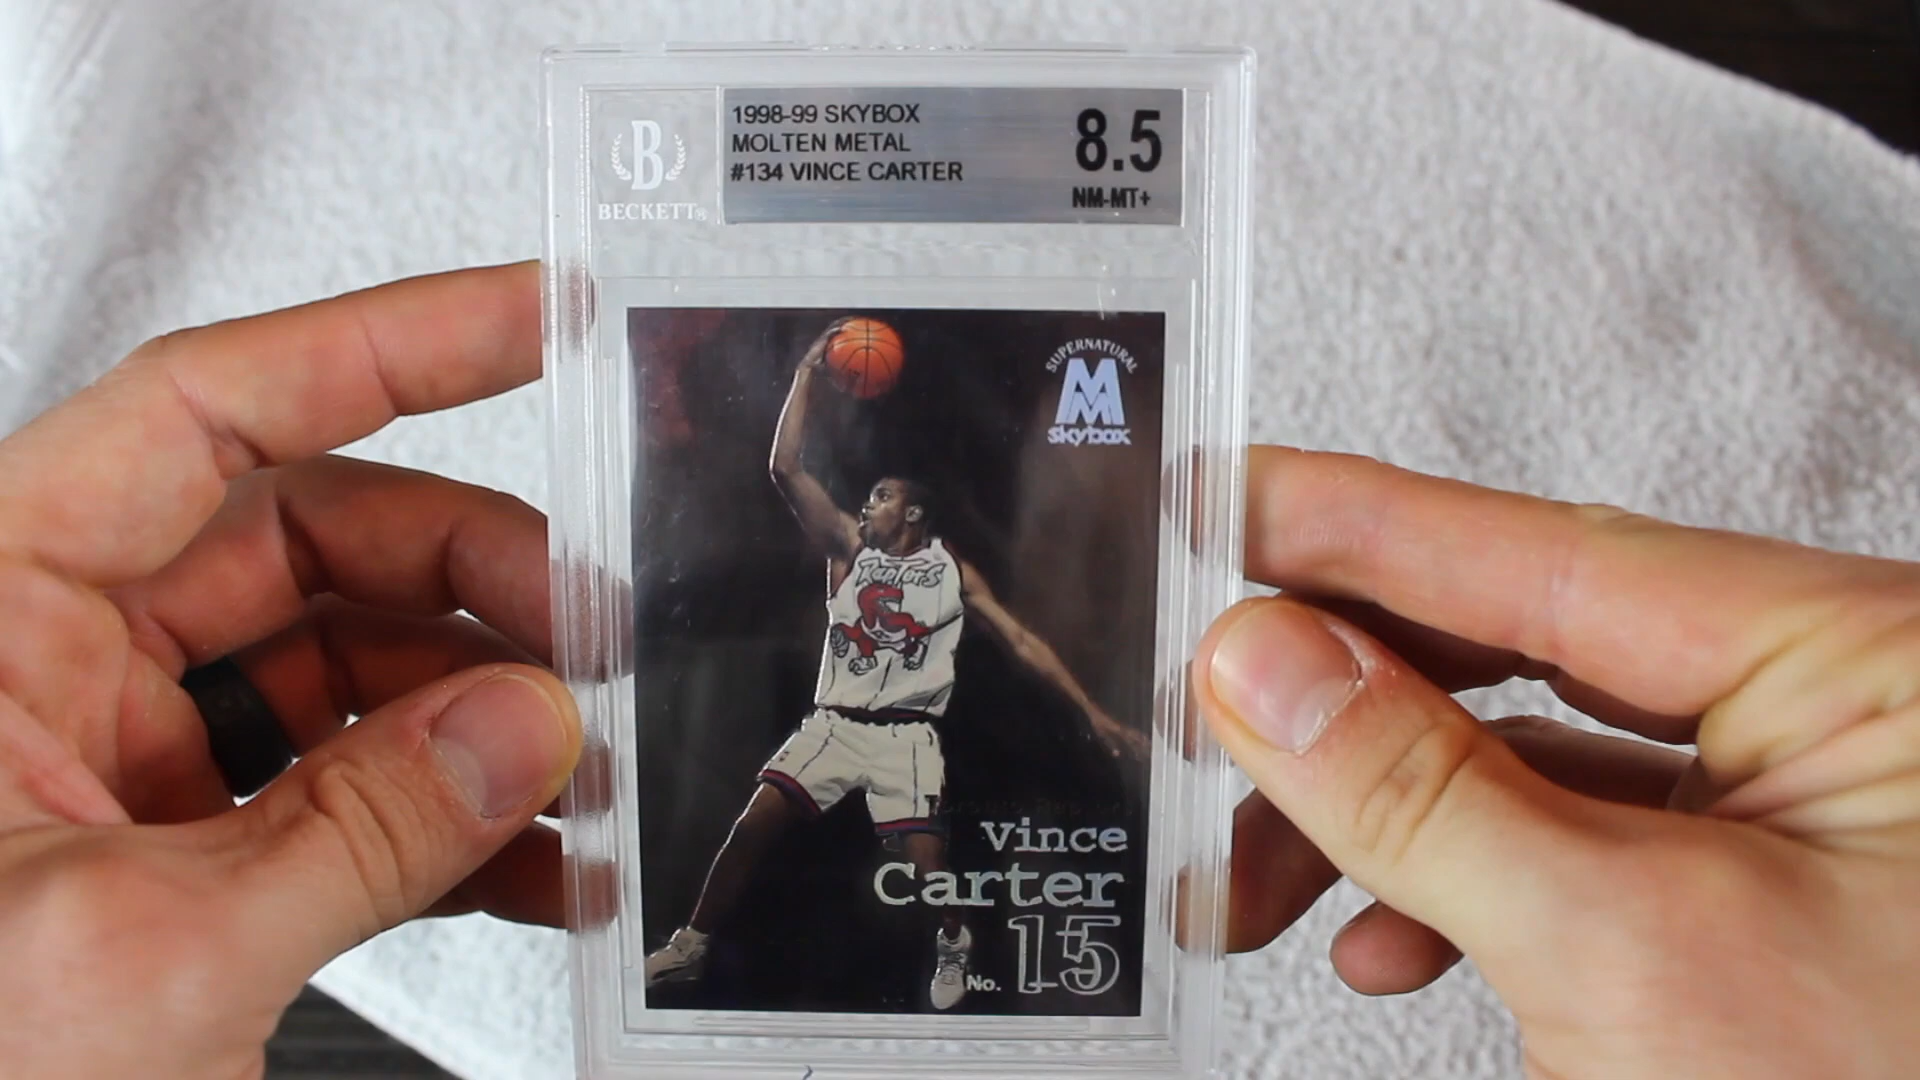 1998-99 SKYBOX
MOLTEN METAL
#134 VINCE CARTER
8.5
NM-MT+
B
BECKETT®
SUPERNATURAL
MM
skybox
RapTorS
Vince
Carter
No. 15